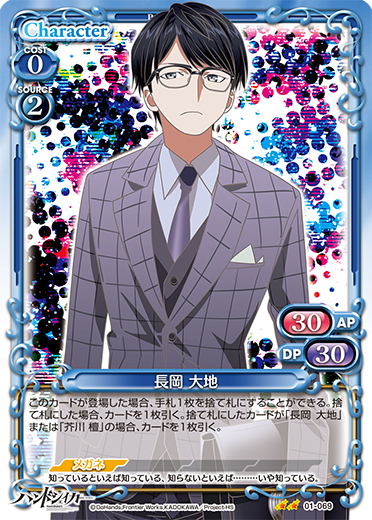 Character
COST
0
SOURCE
2
30 AP
DP 30
長岡 大地
このカードが登場した場合、手札1枚を捨て札にすることができる。捨
て札にした場合、カードを1枚引く。捨て札にしたカードが「長岡 大地」
または「芥川 檀」の場合、カードを1枚引く。
メガネ
知っているといえば知っている、知らないといえば………いや知っている。
ハンドシェイカー
01-069
©GoHands,Frontier Works,KADOKAWA, Project-HS